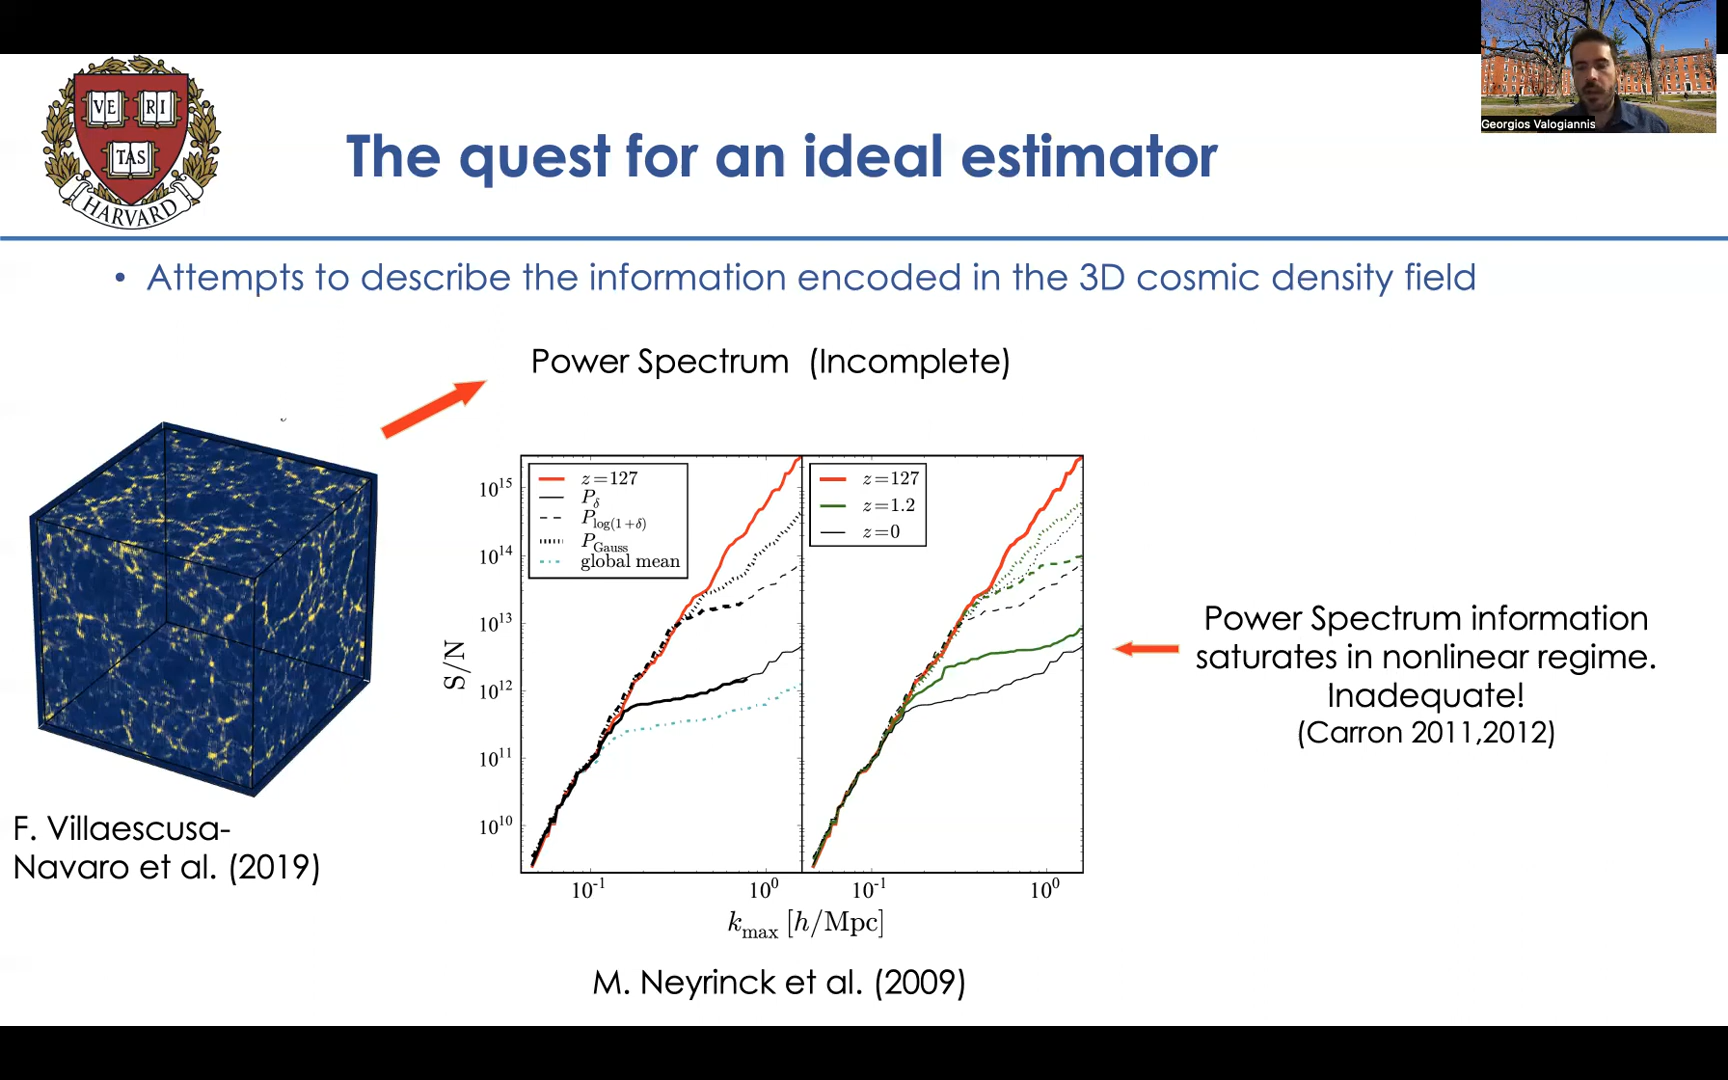 Georgios Valogiannis
VE RI
TAS
HARVARD
The quest for an ideal estimator
• Attempts to describe the information encoded in the 3D cosmic density field
Power Spectrum (Incomplete)
z=127
P_δ
P_log(1+δ)
P_Gauss
global mean
z=127
z=1.2
z=0
10^15
10^14
10^13
10^12
10^11
10^10
S/N
10^-1 10^0 10^-1 10^0
k_max [h/Mpc]
Power Spectrum information
saturates in nonlinear regime.
Inadequate!
(Carron 2011,2012)
F. Villaescusa-
Navaro et al. (2019)
M. Neyrinck et al. (2009)